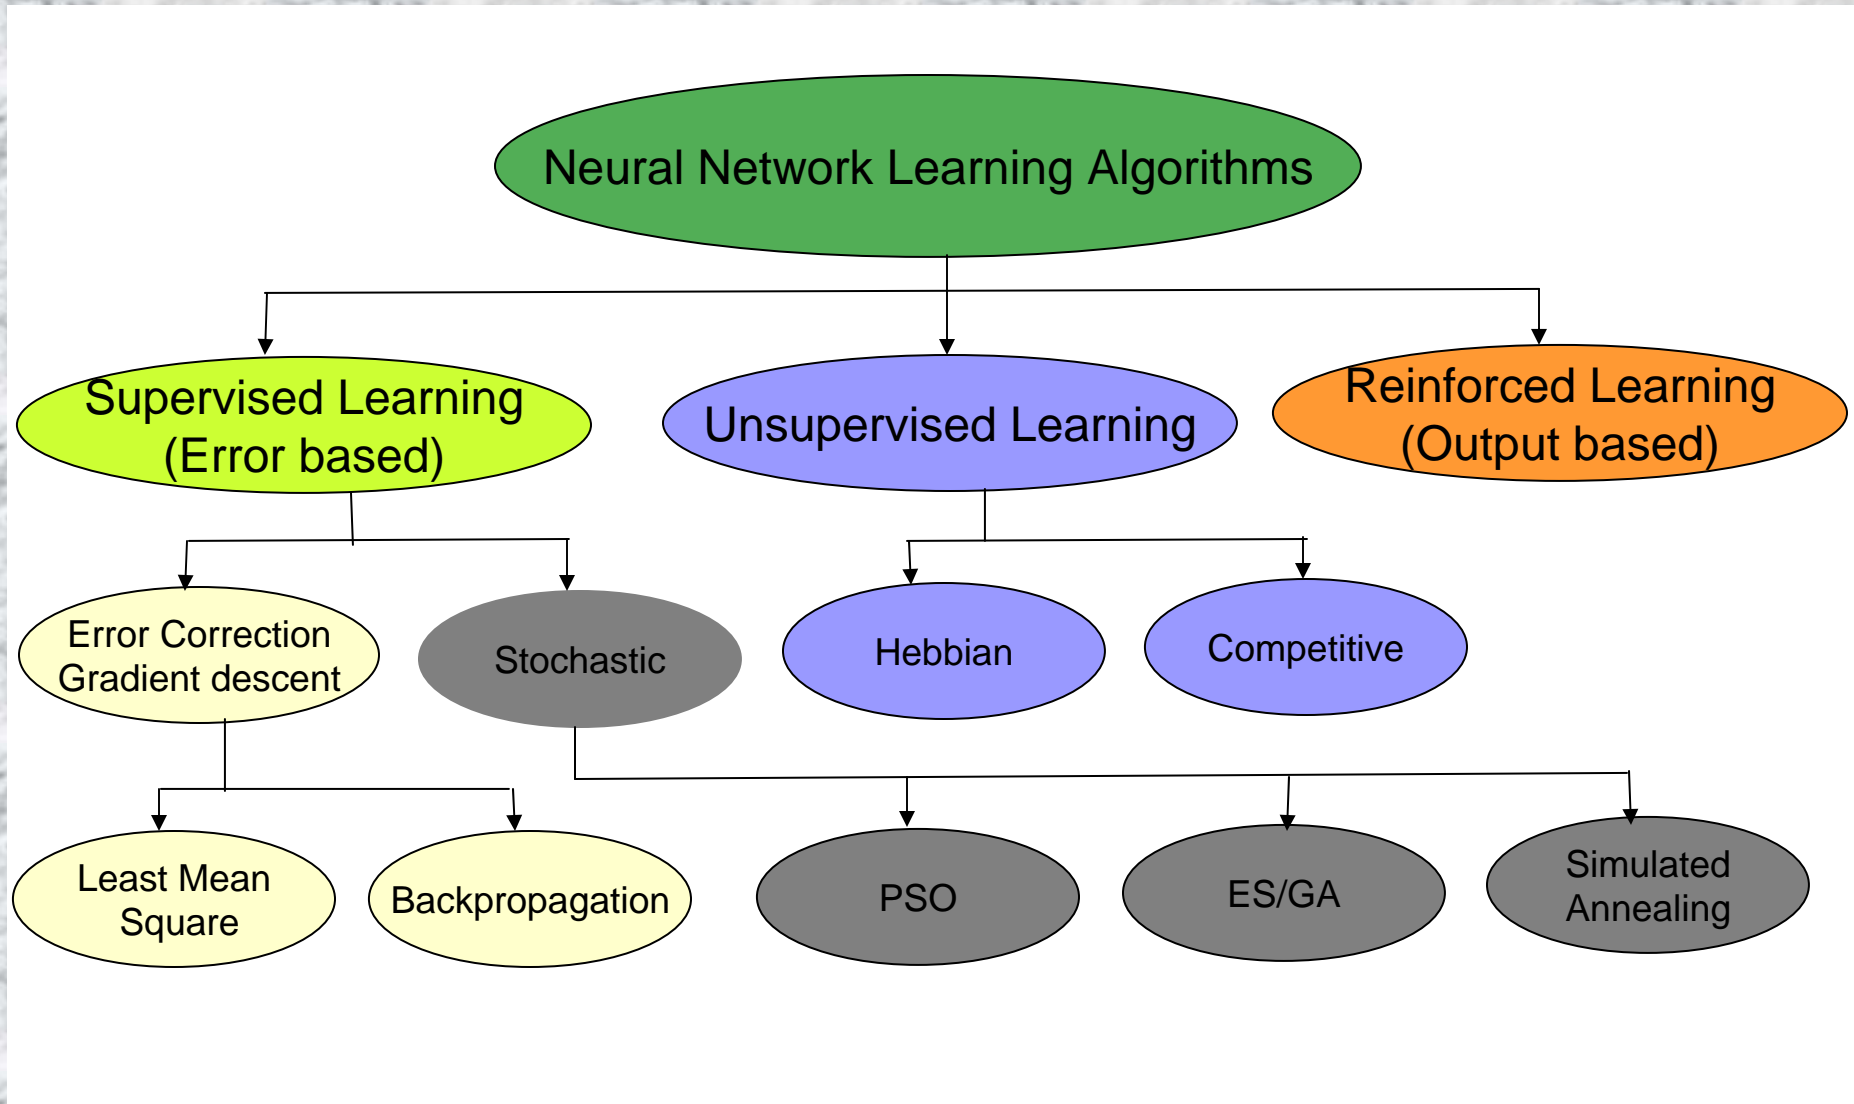 Neural Network Learning Algorithms
Supervised Learning
(Error based)
Unsupervised Learning
Reinforced Learning
(Output based)
Error Correction
Gradient descent
Stochastic
Hebbian
Competitive
Least Mean
Square
Backpropagation
PSO
ES/GA
Simulated
Annealing